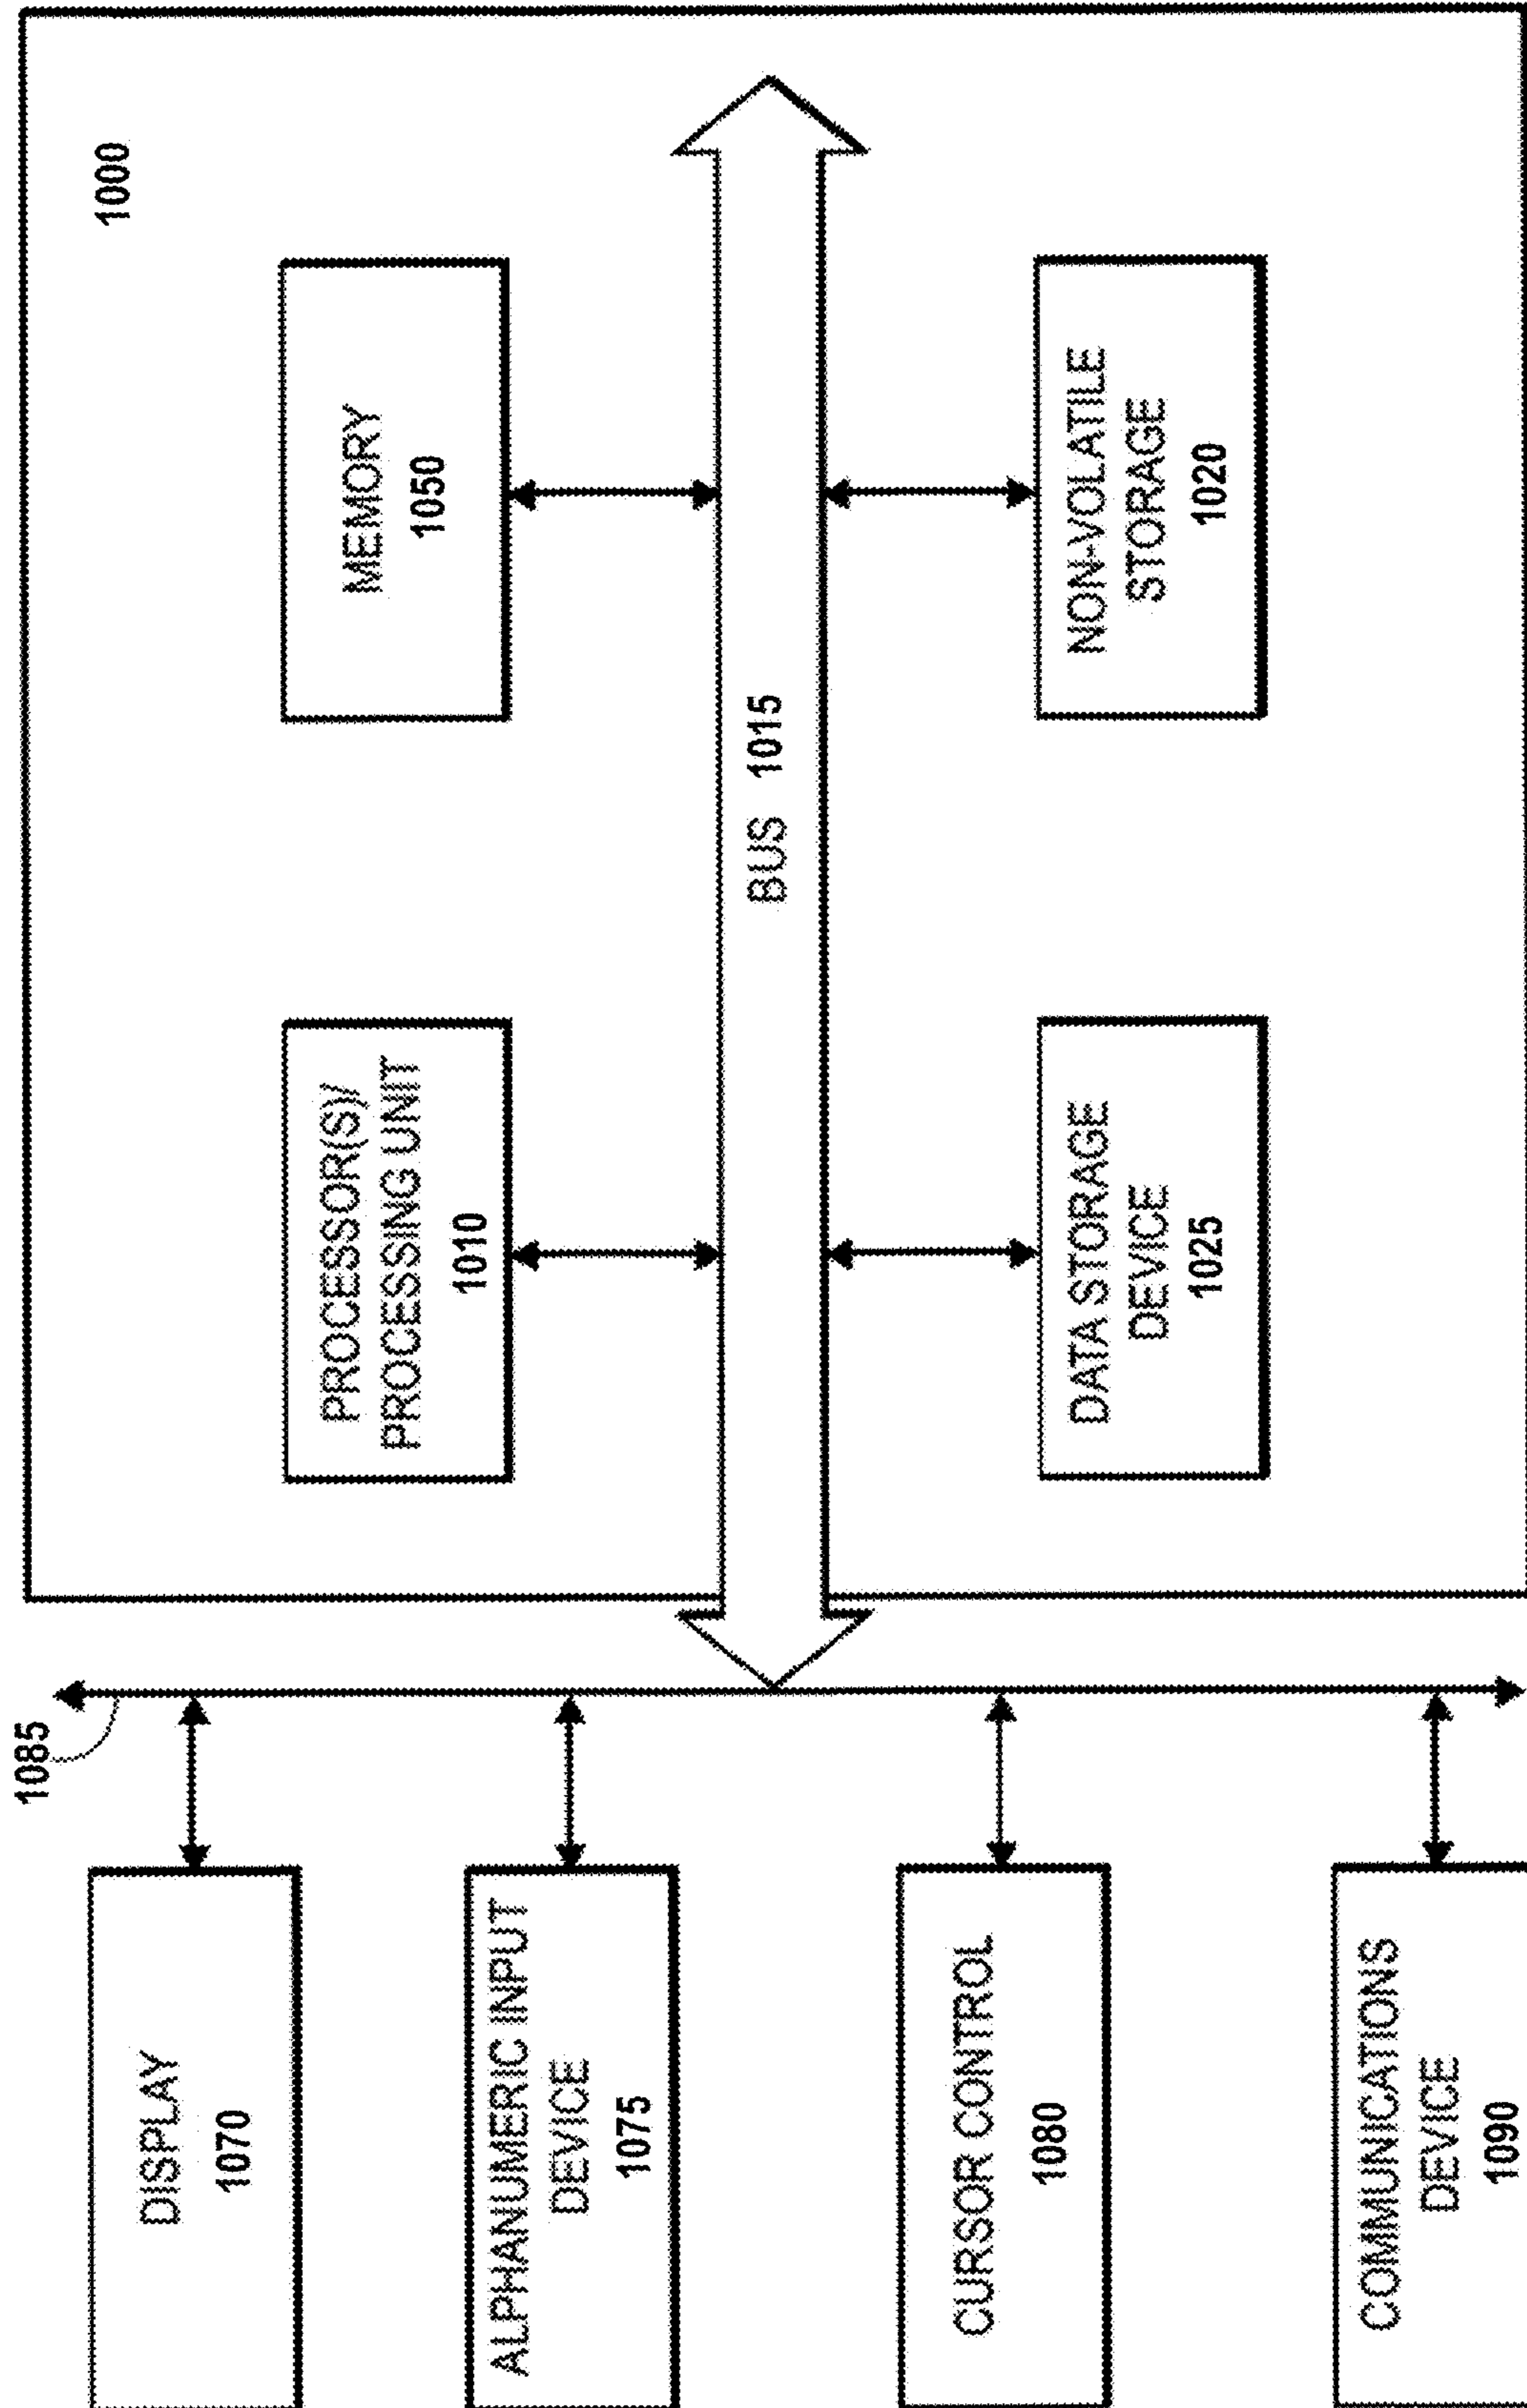 1000
MEMORY
1050
PROCESSOR(S)/
PROCESSING UNIT
1010
BUS 1015
NON-VOLATILE
STORAGE
1020
DATA STORAGE
DEVICE
1025
1085
DISPLAY
1070
ALPHANUMERIC INPUT
DEVICE
1075
CURSOR CONTROL
1080
COMMUNICATIONS
DEVICE
1090